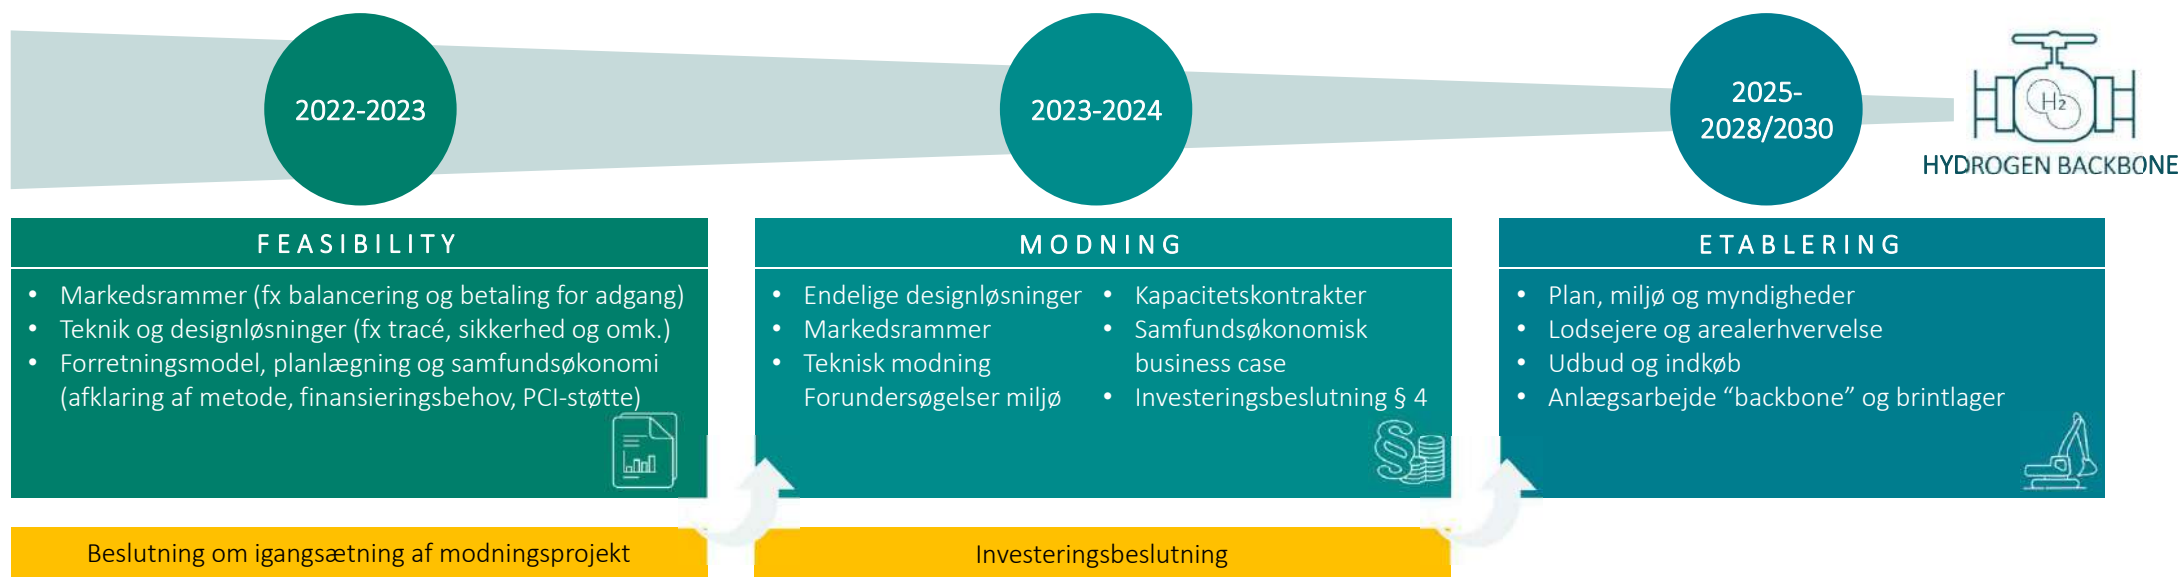 2022-2023
2023-2024
2025-
2028/2030
H2
HYDROGEN BACKBONE
FEASIBILITY
• Markedsrammer (fx balancering og betaling for adgang)
• Teknik og designløsninger (fx tracé, sikkerhed og omk.)
• Forretningsmodel, planlægning og samfundsøkonomi
(afklaring af metode, finansieringsbehov, PCI-støtte)
MODNING
• Endelige designløsninger
• Markedsrammer
• Teknisk modning
Forundersøgelser miljø
• Kapacitetskontrakter
• Samfundsøkonomisk
business case
• Investeringsbeslutning § 4
§
ETABLERING
• Plan, miljø og myndigheder
• Lodsejere og arealerhvervelse
• Udbud og indkøb
• Anlægsarbejde “backbone” og brintlager
Beslutning om igangsætning af modningsprojekt
Investeringsbeslutning